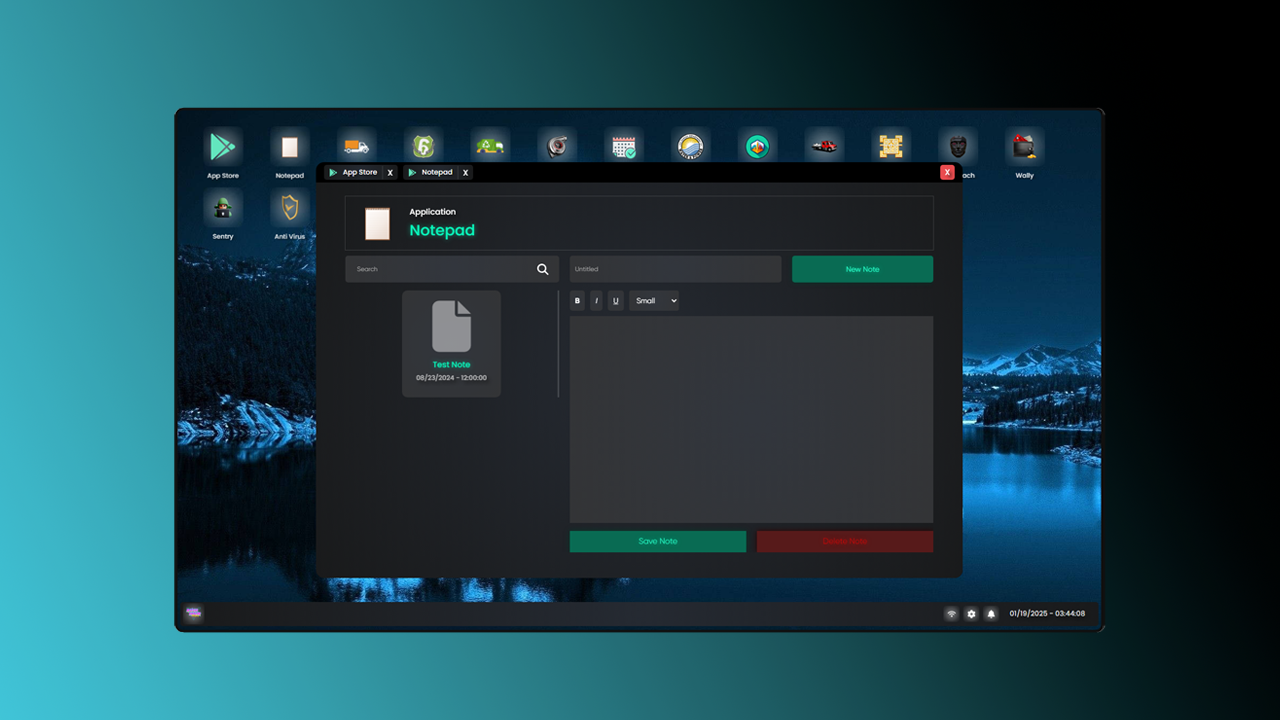 App Store
Notepad
ach
Wally
Sentry
Anti Virus
App Store X
Notepad X
X
Application
Notepad
Search
Untitled
New Note
B I U Small
Test Note
08/23/2024 - 12:00:00
Save Note
Delete Note
01/19/2025 - 03:44:08